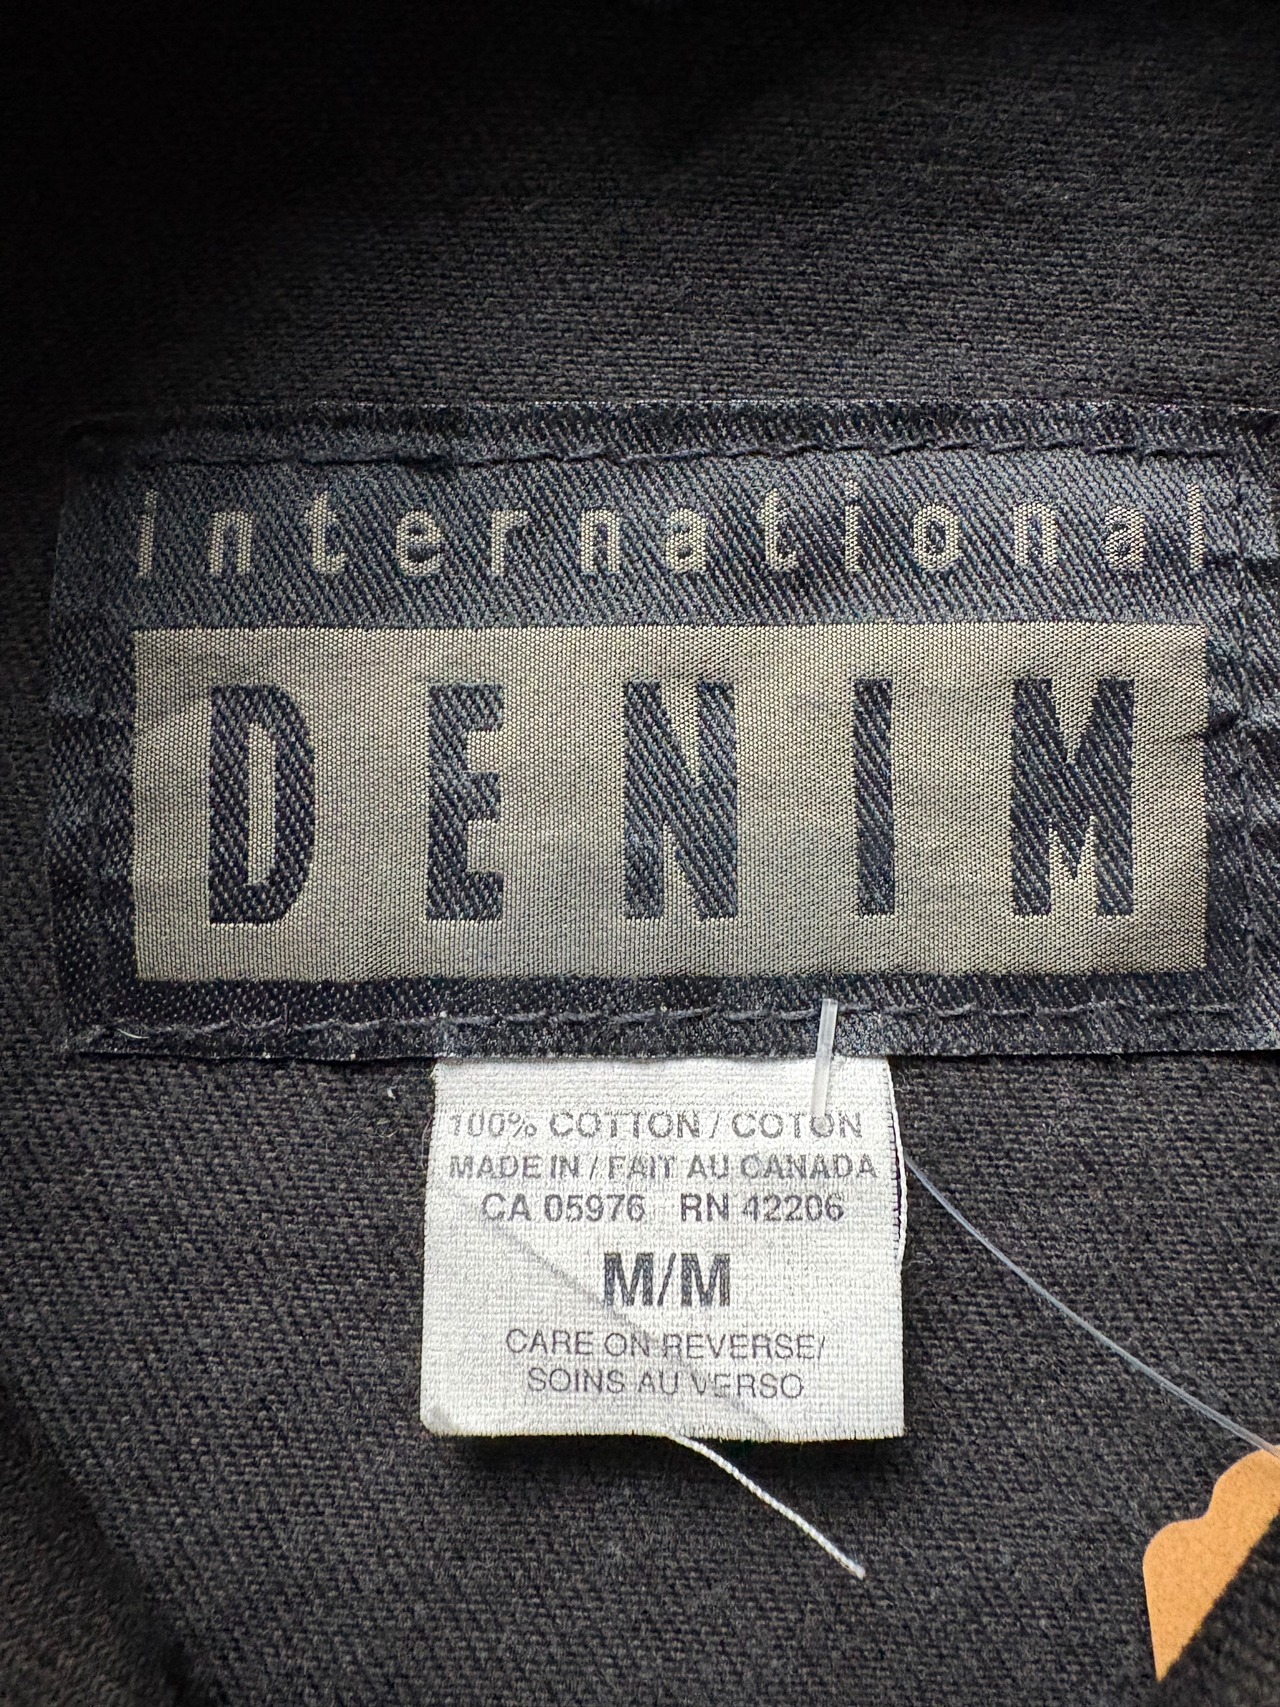 international
DENIM
100% COTTON / COTON
MADE IN / FAIT AU CANADA
CA 05976 RN 42206
M/M
CARE ON REVERSE/
SOINS AU VERSO